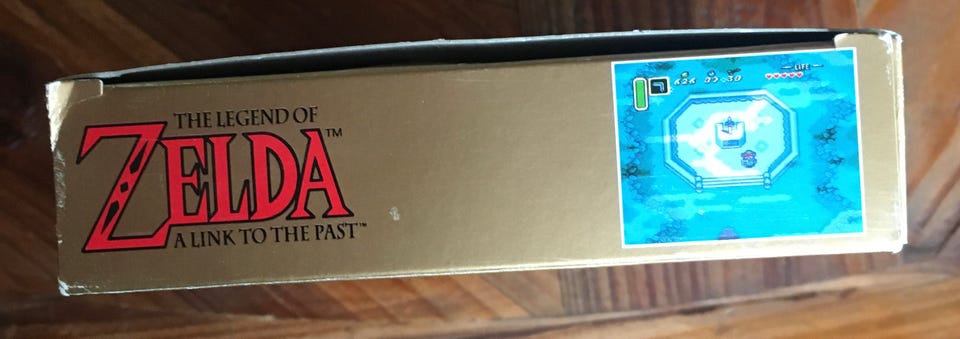 THE LEGEND OF
ZELDA™
A LINK TO THE PAST™
LIFE